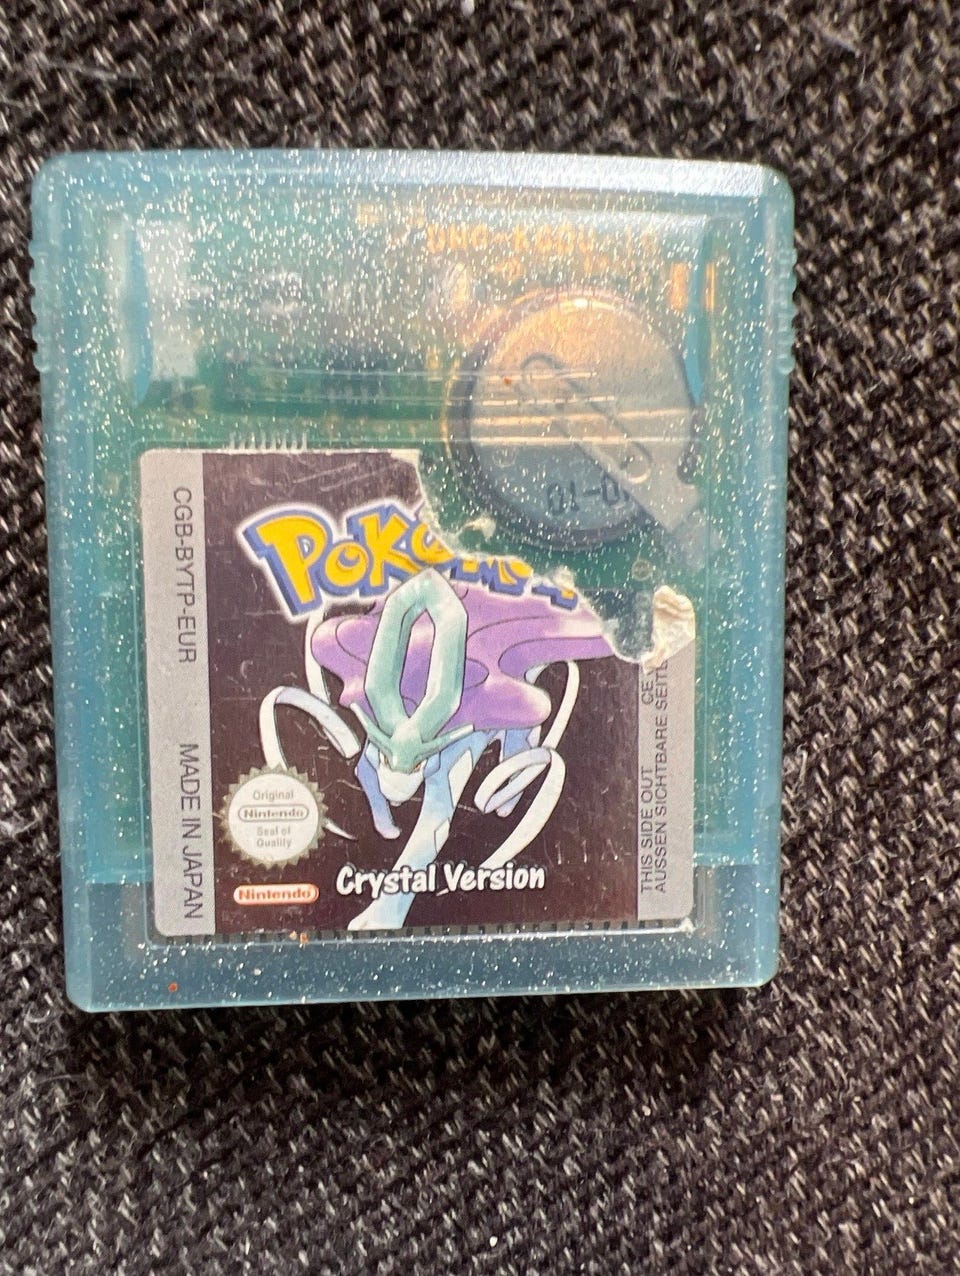 CGB-BYTP-EUR
MADE IN JAPAN
Original
Nintendo
Seal of
Quality
Nintendo
Crystal Version
THIS SIDE OUT
AUSSEN SICHTBARE SEITE
CE